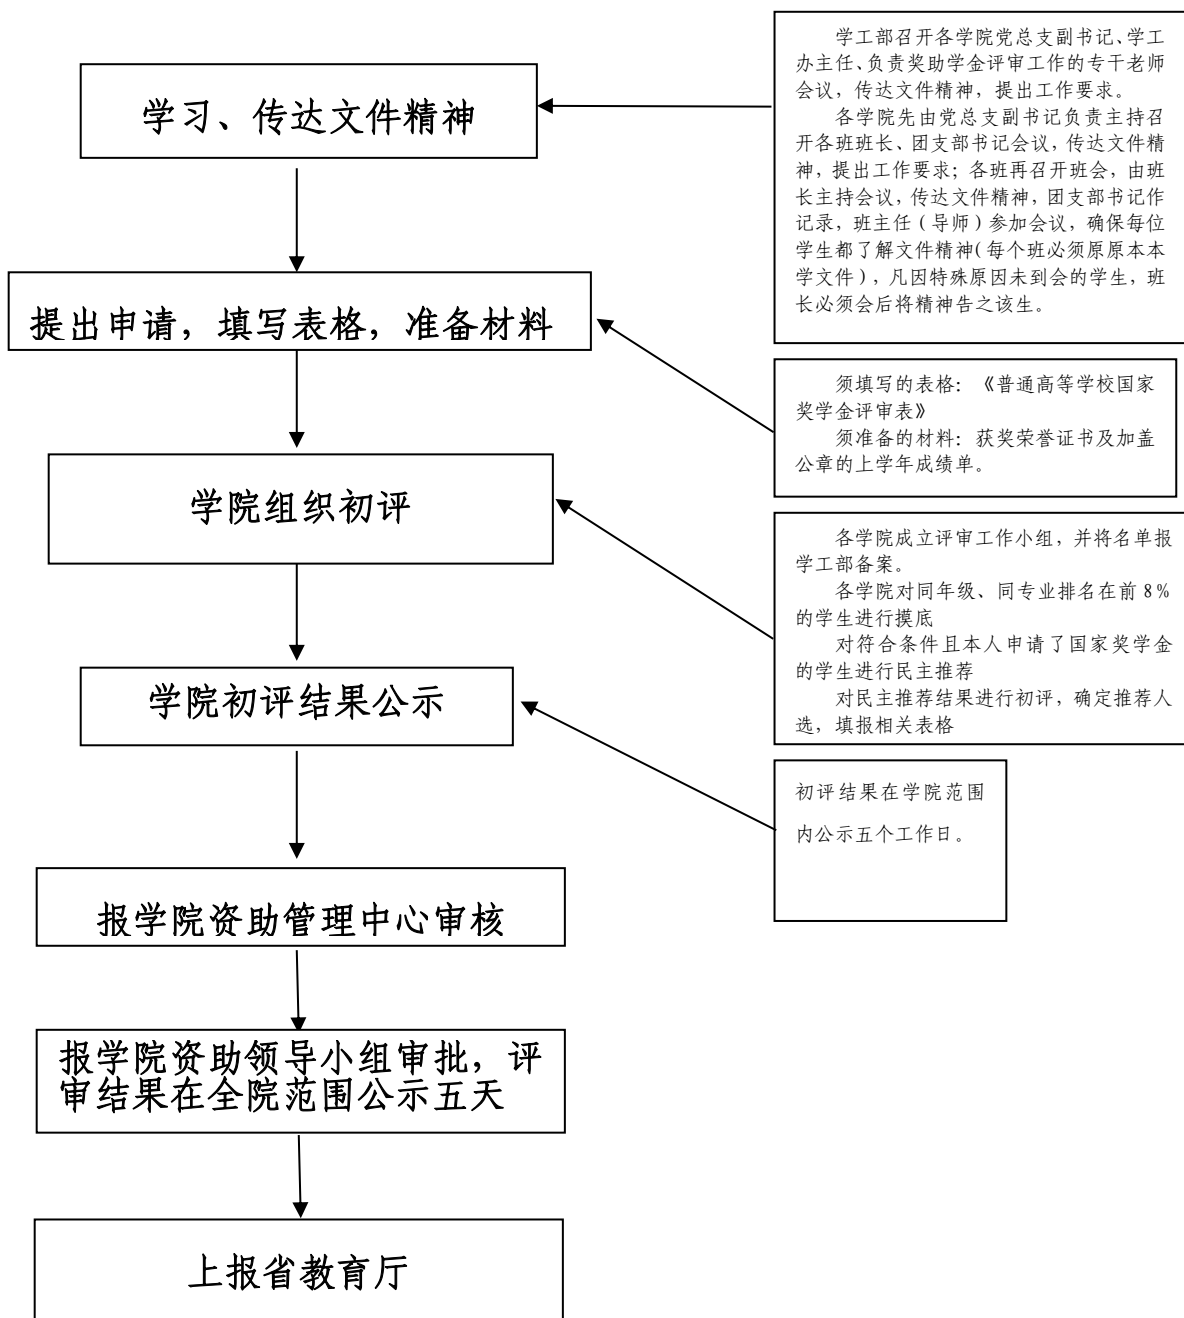 学习、传达文件精神
学工部召开各学院党总支副书记、学工
办主任、负责奖助学金评审工作的专干老师
会议，传达文件精神，提出工作要求。
各学院先由党总支副书记负责主持召
开各班班长、团支部书记会议，传达文件精
神，提出工作要求；各班再召开班会，由班
长主持会议，传达文件精神，团支部书记作
记录，班主任（导师）参加会议，确保每位
学生都了解文件精神（每个班必须原原本本
学文件），凡因特殊原因未到会的学生，班
长必须会后将精神告之该生。
提出申请，填写表格，准备材料
须填写的表格：《普通高等学校国家
奖学金评审表》
须准备的材料：获奖荣誉证书及加盖
公章的上学年成绩单。
学院组织初评
各学院成立评审工作小组，并将名单报
学工部备案。
各学院对同年级、同专业排名在前 8%
的学生进行摸底
对符合条件且本人申请了国家奖学金
的学生进行民主推荐
对民主推荐结果进行初评，确定推荐人
选，填报相关表格
学院初评结果公示
初评结果在学院范围
内公示五个工作日。
报学院资助管理中心审核
报学院资助领导小组审批，评
审结果在全院范围公示五天
上报省教育厅